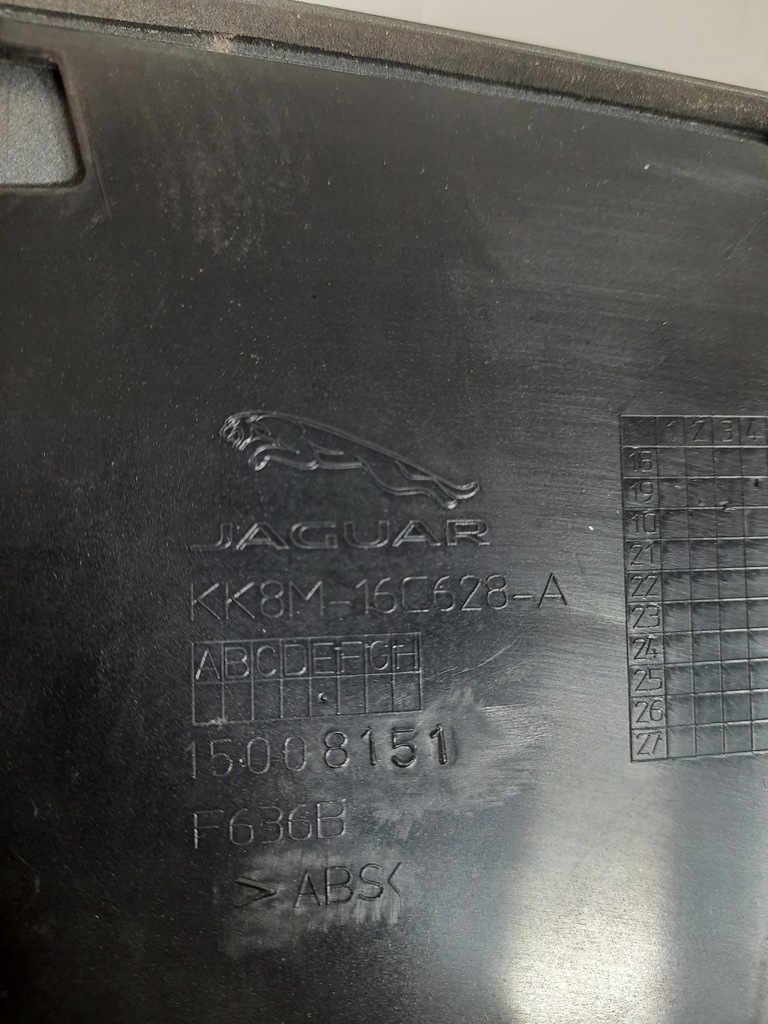 JAGUAR
KK8M-16C628-A
ABCDEFGH
15008151
F636B
>ABS<
1 2 3 4
18
19
10
21
22
23
24
25
26
27